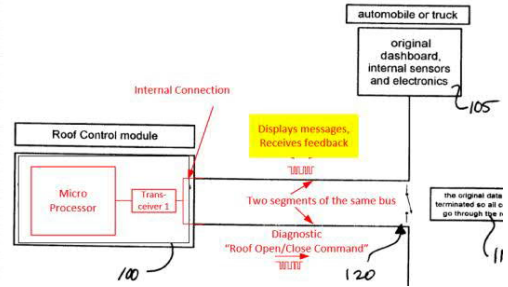 automobile or truck
original
dashboard,
internal sensors
and electronics
105
Internal Connection
Roof Control module
Displays messages,
Receives feedback
Micro
Processor
Trans-
ceiver 1
Two segments of the same bus
the original data
terminated so all
go through the
Diagnostic
"Roof Open/Close Command"
100
120